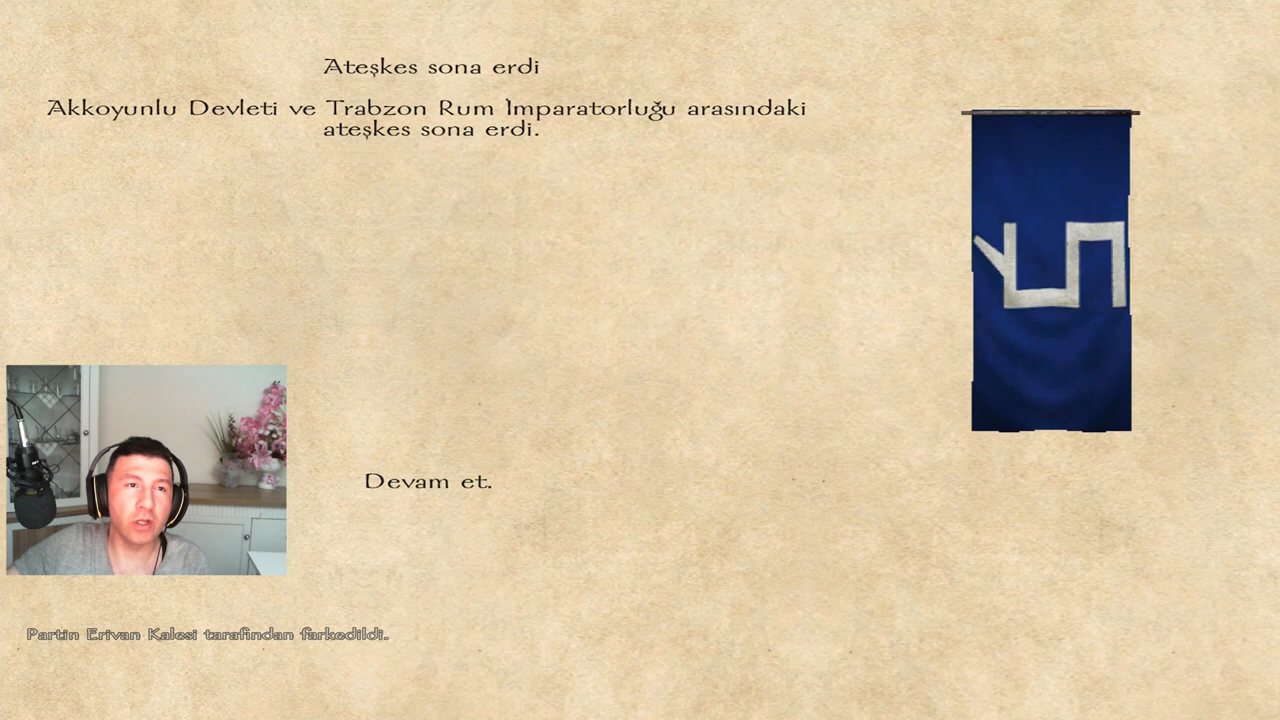 Ateşkes sona erdi
Akkoyunlu Devleti ve Trabzon Rum İmparatorluğu arasındaki
ateşkes sona erdi.
Devam et.
Partin Erivan Kalesi tarafından farkedildi.